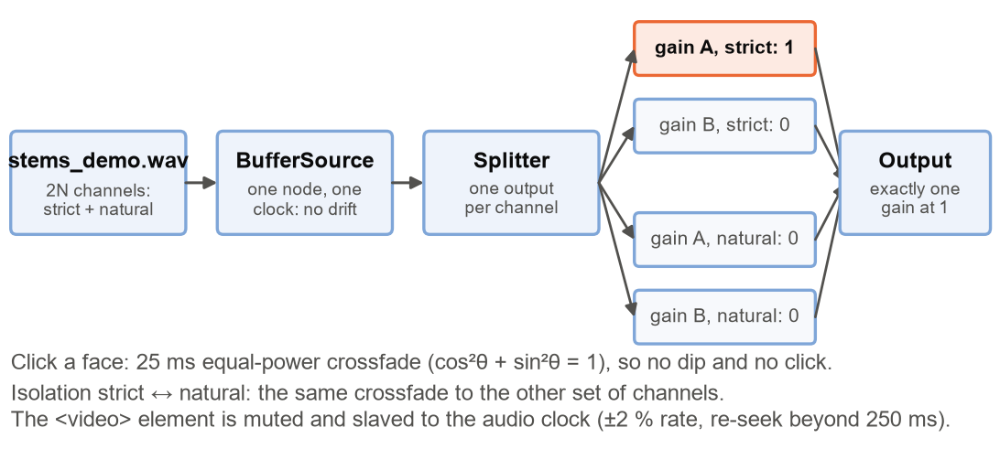 stems_demo.wav
2N channels:
strict + natural
BufferSource
one node, one
clock: no drift
Splitter
one output
per channel
gain A, strict: 1
gain B, strict: 0
gain A, natural: 0
gain B, natural: 0
Output
exactly one
gain at 1
Click a face: 25 ms equal-power crossfade (cos²θ + sin²θ = 1), so no dip and no click.
Isolation strict ↔ natural: the same crossfade to the other set of channels.
The <video> element is muted and slaved to the audio clock (±2 % rate, re-seek beyond 250 ms).